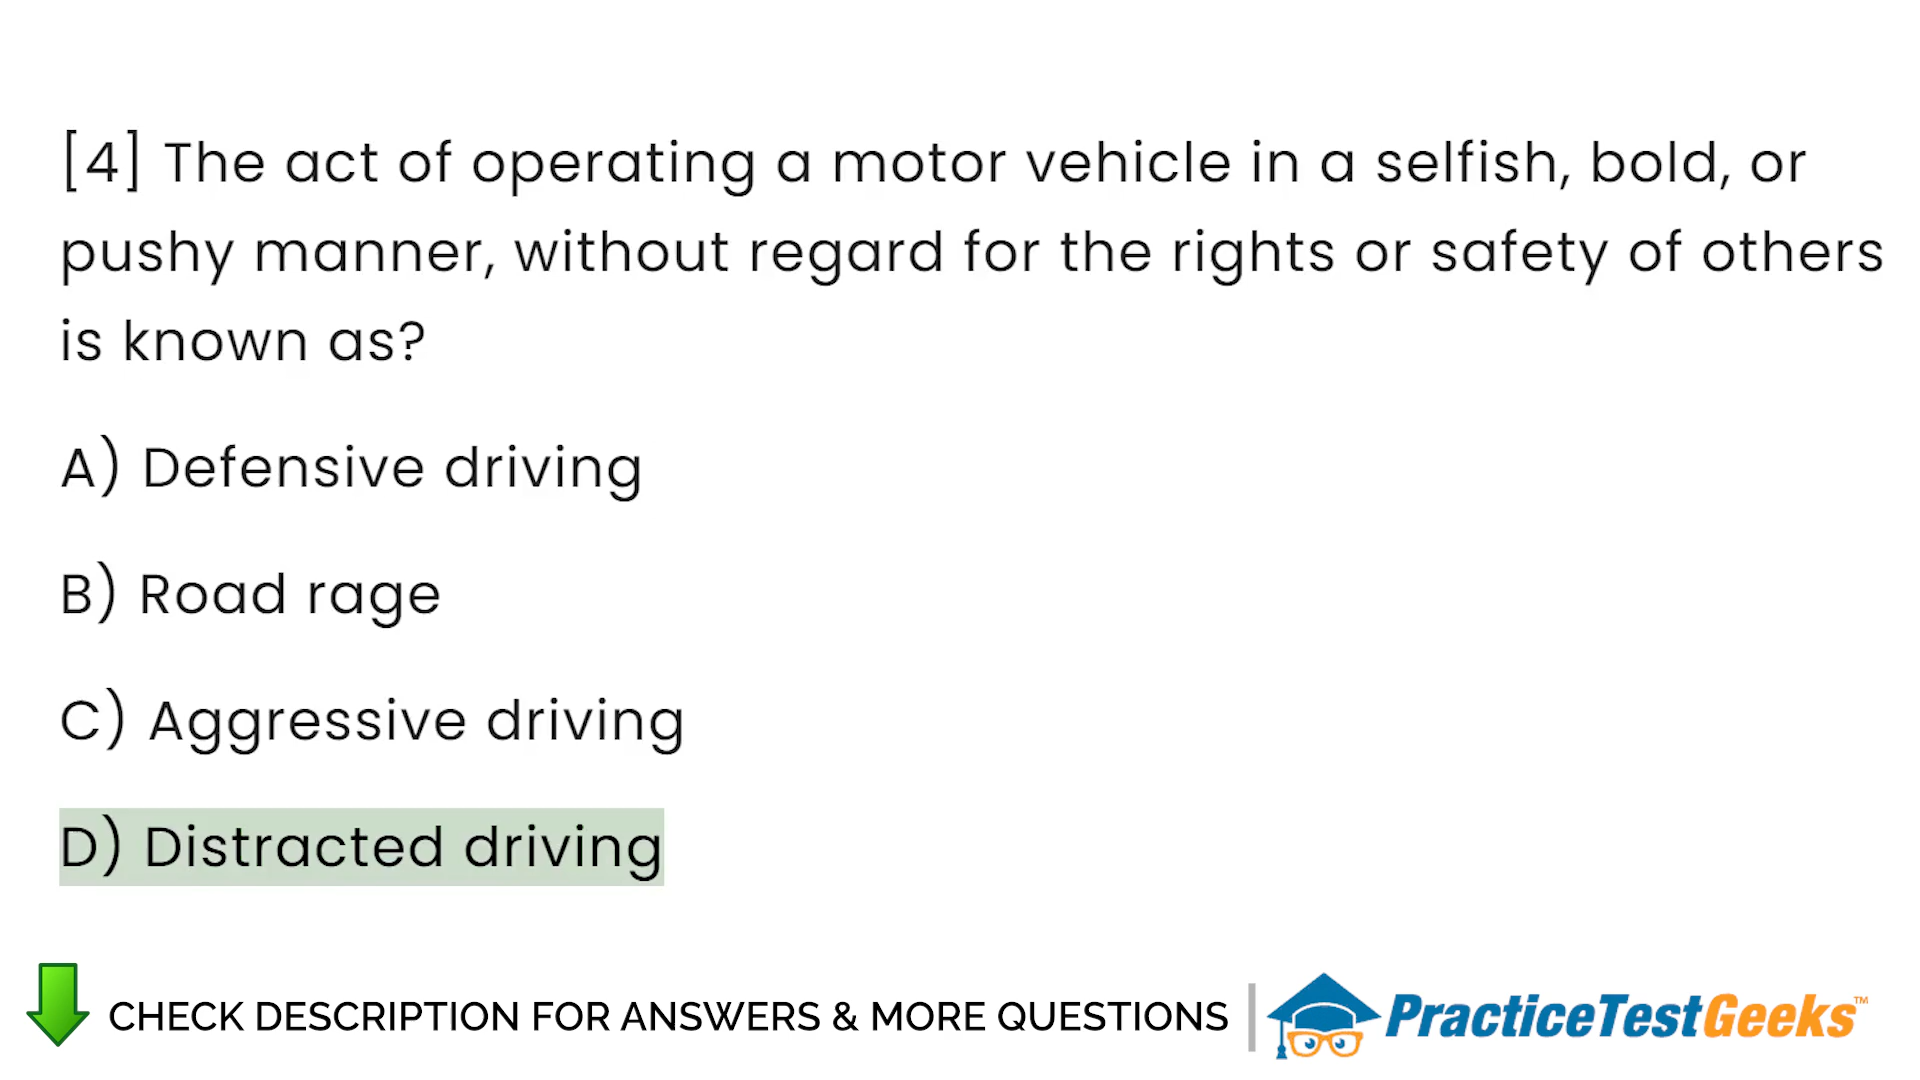 [4] The act of operating a motor vehicle in a selfish, bold, or
pushy manner, without regard for the rights or safety of others
is known as?
A) Defensive driving
B) Road rage
C) Aggressive driving
D) Distracted driving
CHECK DESCRIPTION FOR ANSWERS & MORE QUESTIONS
PracticeTestGeeks™